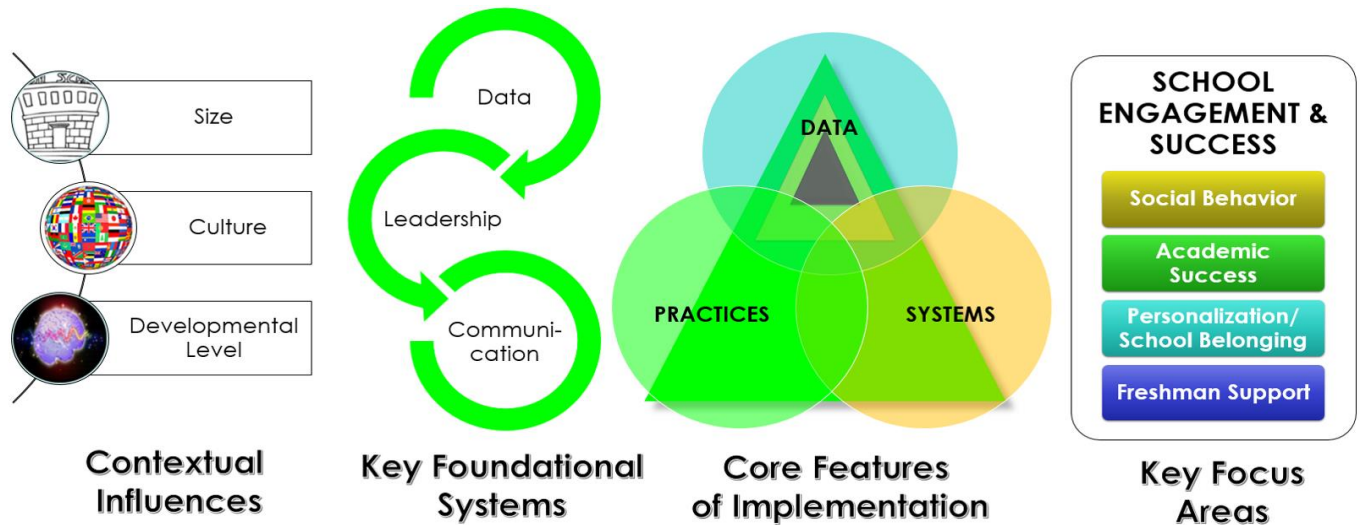 Size
Culture
Developmental
Level
Contextual
Influences
Data
Leadership
Communi-
cation
Key Foundational
Systems
DATA
PRACTICES
SYSTEMS
Core Features
of Implementation
SCHOOL
ENGAGEMENT &
SUCCESS
Social Behavior
Academic
Success
Personalization/
School Belonging
Freshman Support
Key Focus
Areas